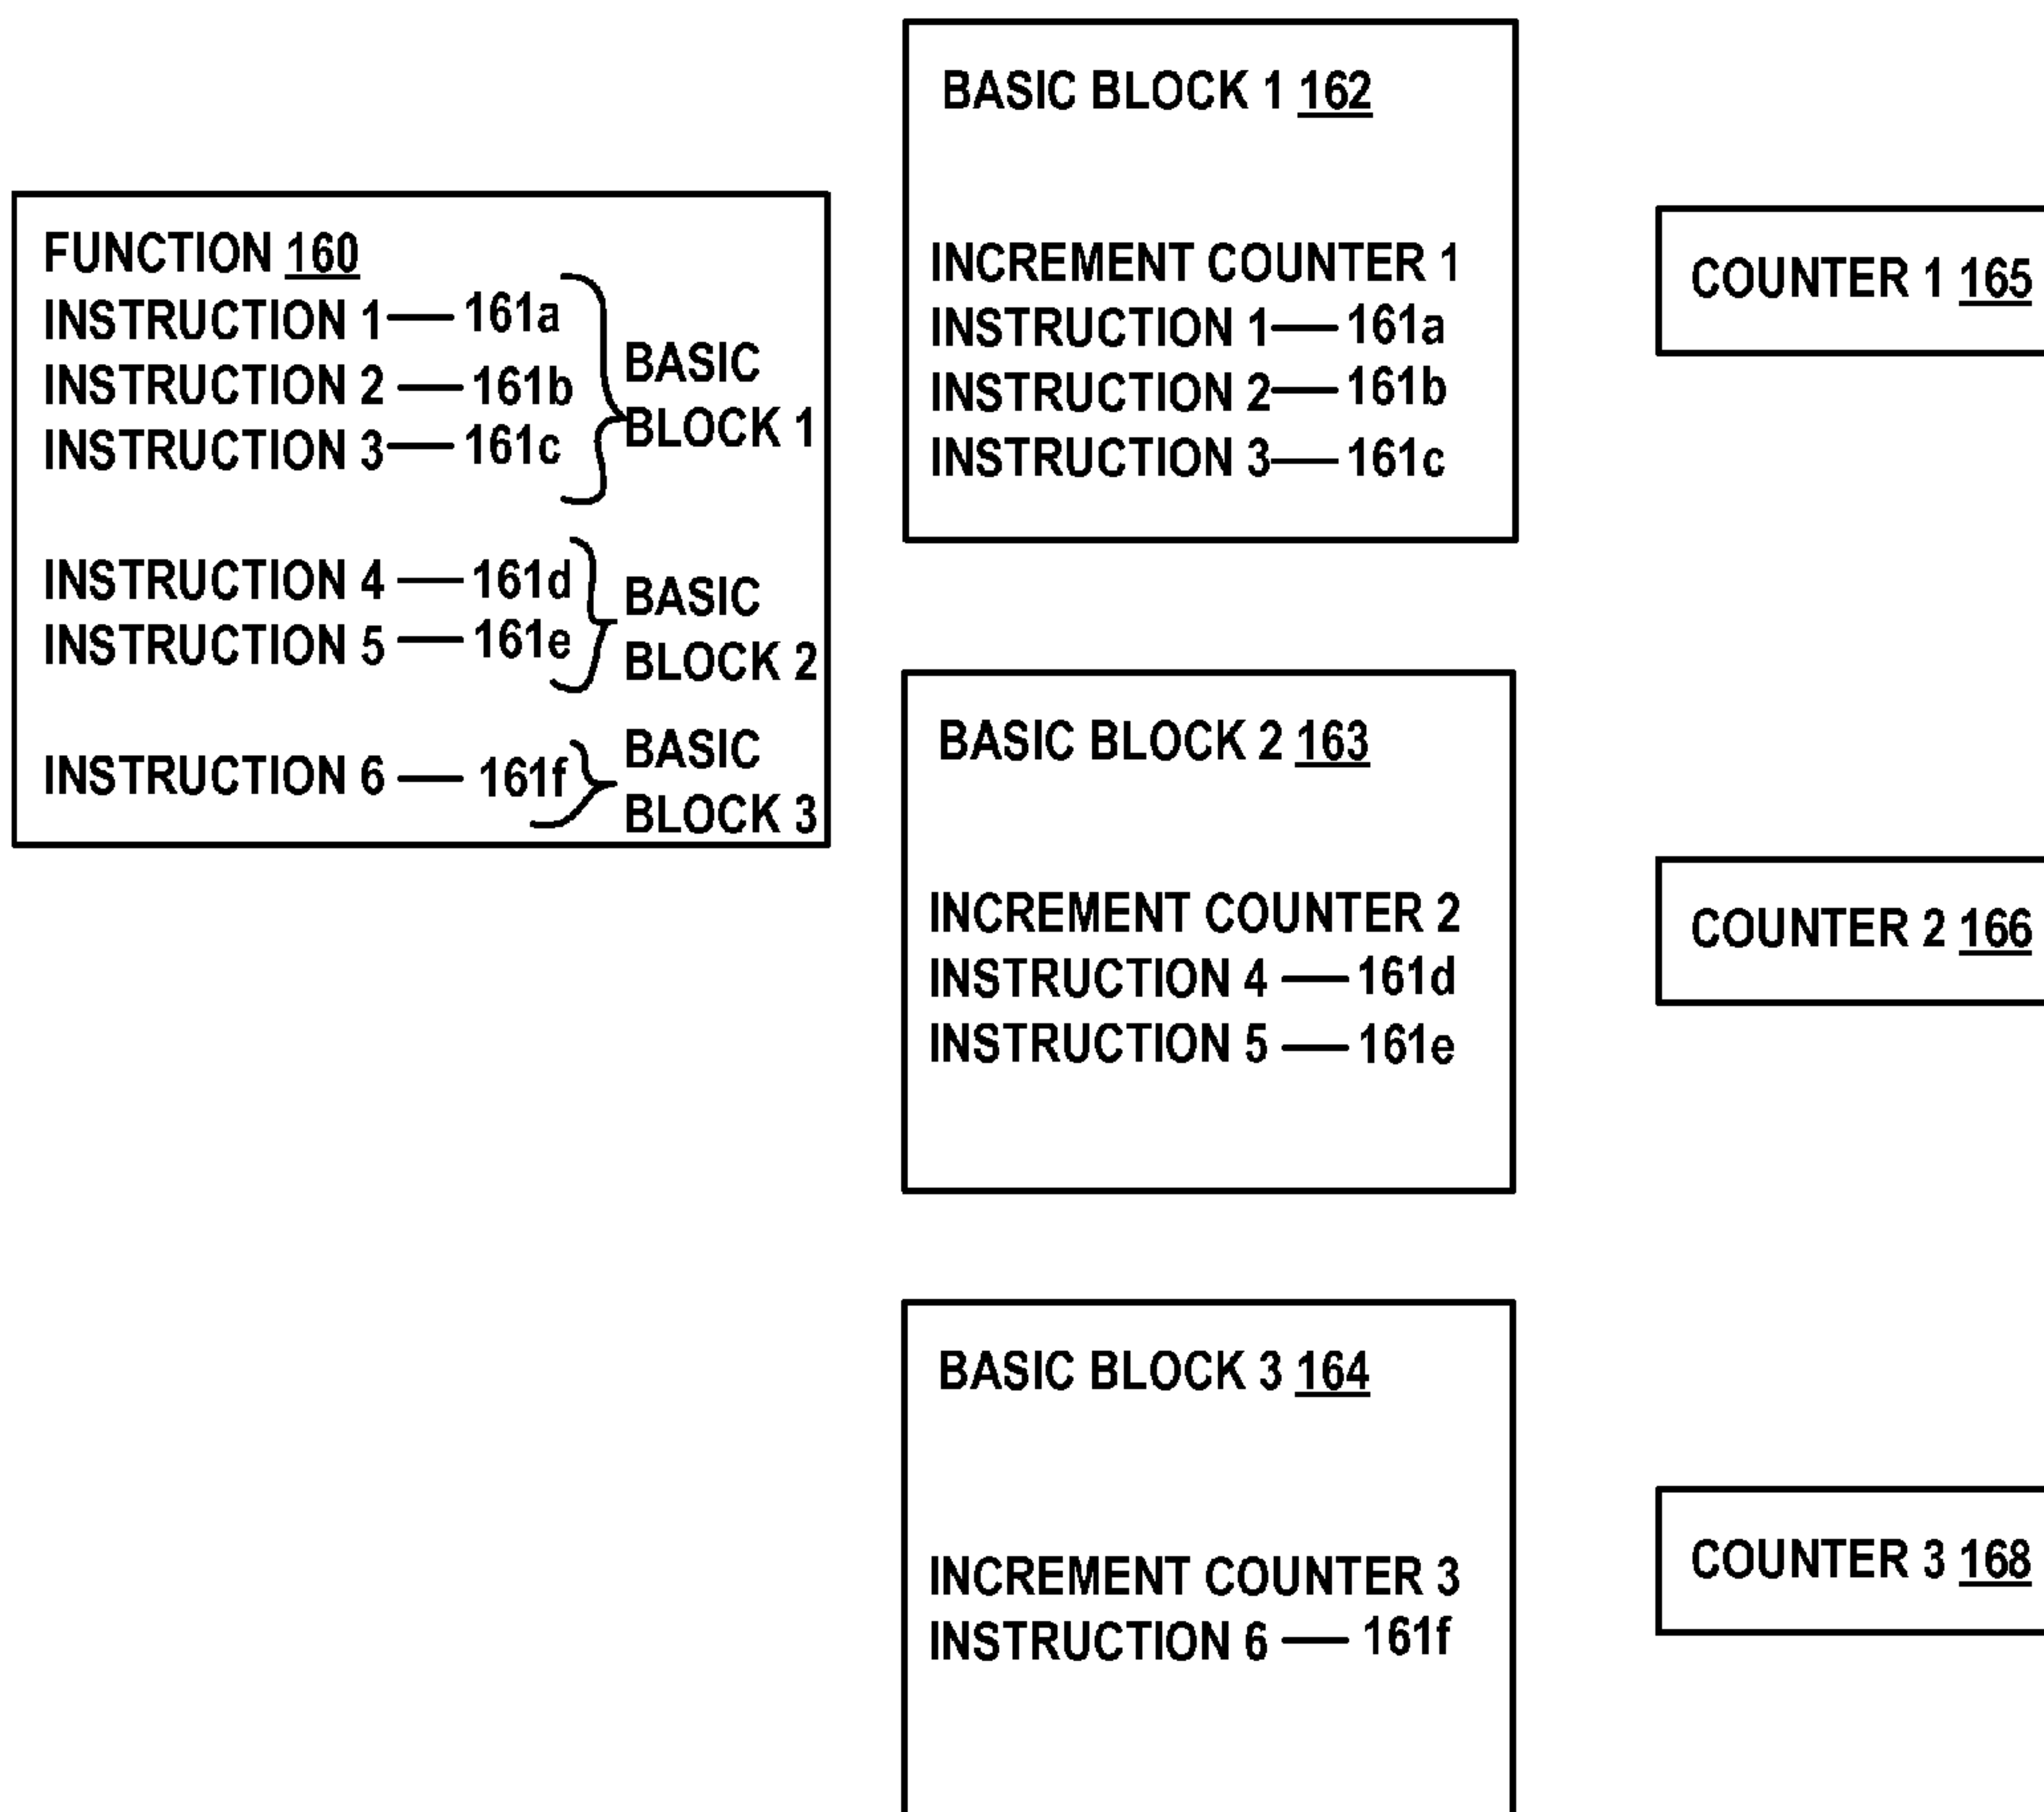 FUNCTION 160
INSTRUCTION 1 161a
INSTRUCTION 2 161b
INSTRUCTION 3 161c
BASIC
BLOCK 1
INSTRUCTION 4 161d
INSTRUCTION 5 161e
BASIC
BLOCK 2
INSTRUCTION 6 161f
BASIC
BLOCK 3
BASIC BLOCK 1 162
INCREMENT COUNTER 1
INSTRUCTION 1 161a
INSTRUCTION 2 161b
INSTRUCTION 3 161c
COUNTER 1 165
BASIC BLOCK 2 163
INCREMENT COUNTER 2
INSTRUCTION 4 161d
INSTRUCTION 5 161e
COUNTER 2 166
BASIC BLOCK 3 164
INCREMENT COUNTER 3
INSTRUCTION 6 161f
COUNTER 3 168